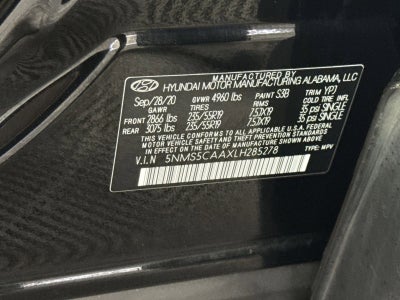 MANUFACTURED BY
HYUNDAI MOTOR MANUFACTURING ALABAMA, LLC
Sep/28/20 GVWR 4960 lbs PAINT S3B TRIM YPJ
GAWR TIRES RIMS COLD TIRE INFL.
FRONT 2866 lbs 235/55R19 7.5JX19 35 psi SINGLE
REAR 3075 lbs 235/55R19 7.5JX19 35 psi SINGLE
THIS VEHICLE CONFORMS TO ALL APPLICABLE U.S.A. FEDERAL
MOTOR VEHICLE SAFETY AND THEFT PREVENTION STANDARDS
IN EFFECT ON THE DATE OF MANUFACTURE SHOWN ABOVE.
V.I.N 5NMS5CAAXLH285278 TYPE: MPV